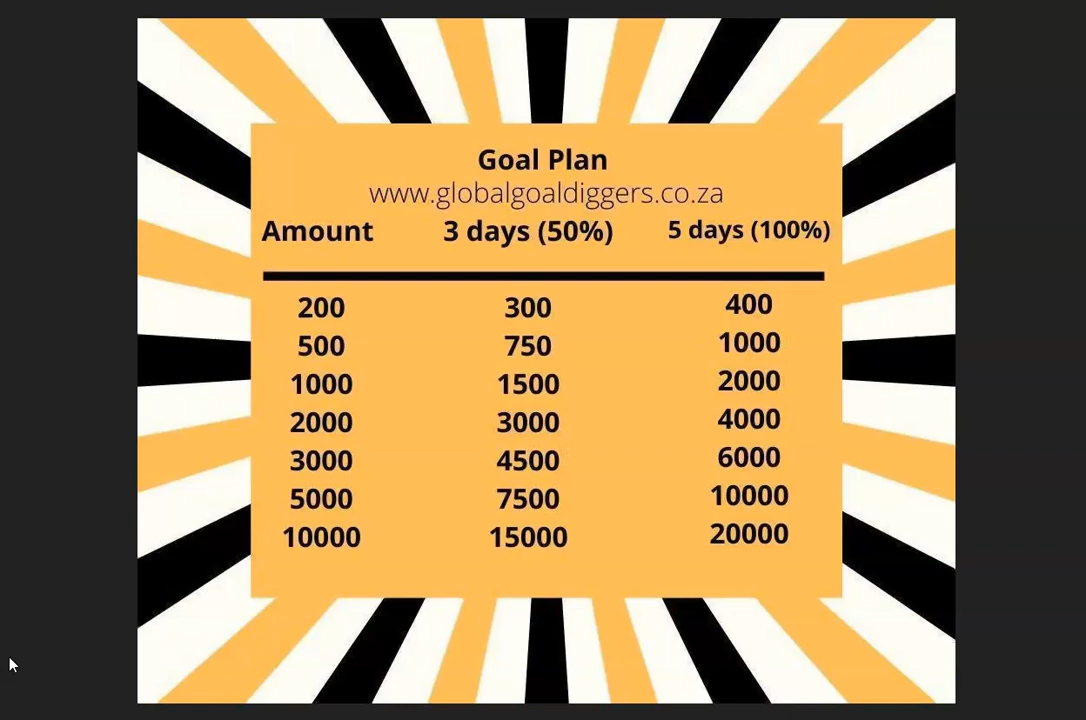 Goal Plan
www.globalgoaldiggers.co.za
Amount 3 days (50%) 5 days (100%)
200 300 400
500 750 1000
1000 1500 2000
2000 3000 4000
3000 4500 6000
5000 7500 10000
10000 15000 20000